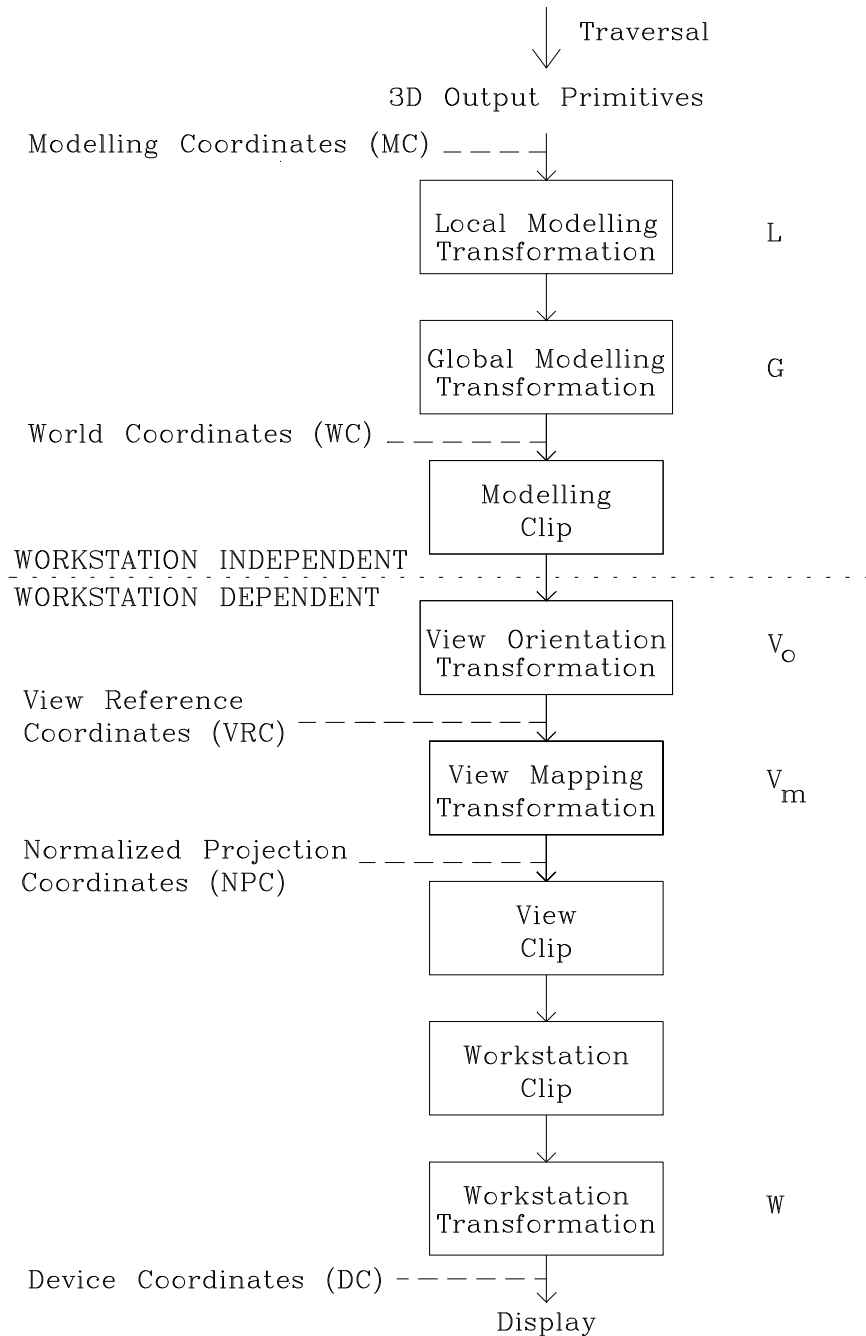 Traversal
3D Output Primitives
Modelling Coordinates (MC)
Local Modelling
Transformation
L
Global Modelling
Transformation
G
World Coordinates (WC)
Modelling
Clip
WORKSTATION INDEPENDENT
WORKSTATION DEPENDENT
View Orientation
Transformation
Vo
View Reference
Coordinates (VRC)
View Mapping
Transformation
Vm
Normalized Projection
Coordinates (NPC)
View
Clip
Workstation
Clip
Workstation
Transformation
W
Device Coordinates (DC)
Display